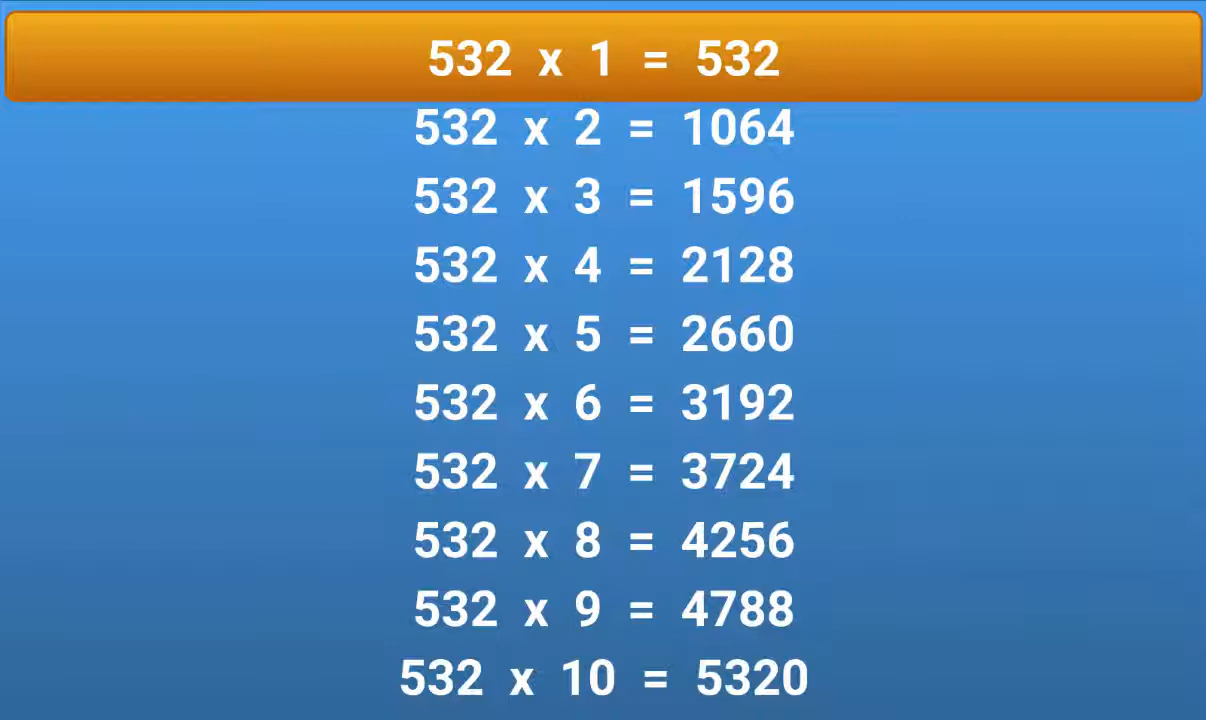 532 x 1 = 532
532 x 2 = 1064
532 x 3 = 1596
532 x 4 = 2128
532 x 5 = 2660
532 x 6 = 3192
532 x 7 = 3724
532 x 8 = 4256
532 x 9 = 4788
532 x 10 = 5320